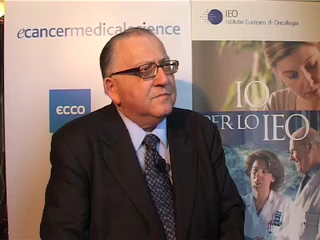 ecancermedicalscience
ecco
IEO
Istituto Europeo di Oncologia
IO
PER LO IEO